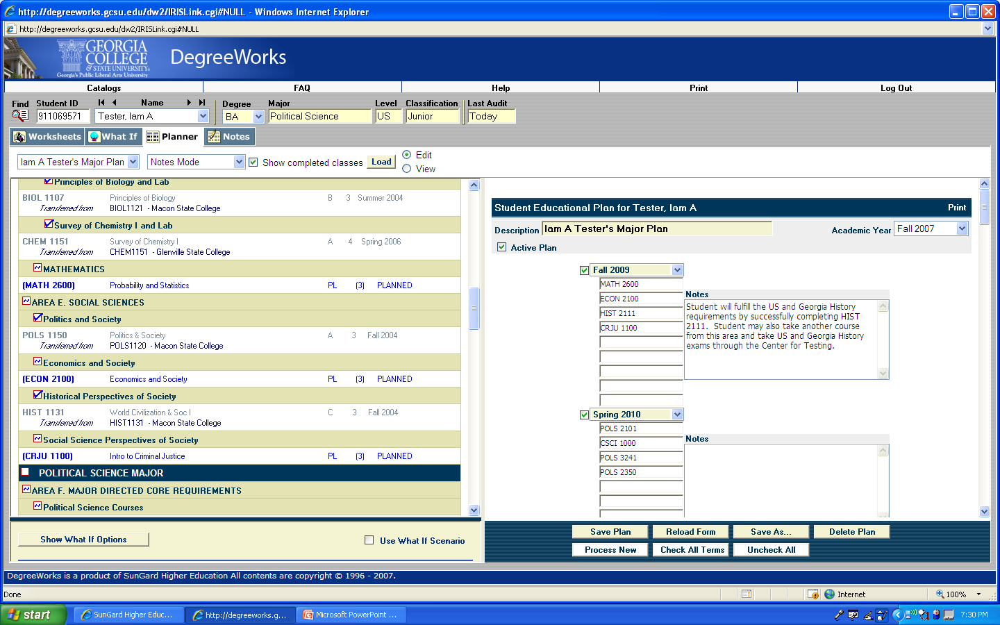 http://degreeworks.gcsu.edu/dw2/IRISLink.cgi#NULL - Windows Internet Explorer
http://degreeworks.gcsu.edu/dw2/IRISLink.cgi#NULL
GEORGIA
COLLEGE
& STATE UNIVERSITY
Georgia's Public Liberal Arts University
DegreeWorks
Catalogs FAQ Help Print Log Out
Find Student ID Name Degree Major Level Classification Last Audit
911069571 Tester, Iam A BA Political Science US Junior Today
Worksheets What If Planner Notes
Iam A Tester's Major Plan Notes Mode Show completed classes Load Edit
View
Principles of Biology and Lab
BIOL 1107 Principles of Biology B 3 Summer 2004
Transferred from BIOL1121 - Macon State College
Survey of Chemistry I and Lab
CHEM 1151 Survey of Chemistry I A 4 Spring 2006
Transferred from CHEM1151 - Glenville State College
MATHEMATICS
(MATH 2600) Probability and Statistics PL (3) PLANNED
AREA E. SOCIAL SCIENCES
Politics and Society
POLS 1150 Politics & Society A 3 Fall 2004
Transferred from POLS1120 - Macon State College
Economics and Society
(ECON 2100) Economics and Society PL (3) PLANNED
Historical Perspectives of Society
HIST 1131 World Civilization & Soc I C 3 Fall 2004
Transferred from HIST1131 - Macon State College
Social Science Perspectives of Society
(CRJU 1100) Intro to Criminal Justice PL (3) PLANNED
POLITICAL SCIENCE MAJOR
AREA F. MAJOR DIRECTED CORE REQUIREMENTS
Political Science Courses
Show What If Options Use What If Scenario
Student Educational Plan for Tester, Iam A Print
Description Iam A Tester's Major Plan Academic Year Fall 2007
Active Plan
Fall 2009
MATH 2600
ECON 2100
HIST 2111
CRJU 1100
Notes
Student will fulfill the US and Georgia History
requirements by successfully completing HIST
2111. Student may also take another course
from this area and take US and Georgia History
exams through the Center for Testing.
Spring 2010
POLS 2101
CSCI 1000
POLS 3241
POLS 2350
Notes
Save Plan Reload Form Save As... Delete Plan
Process New Check All Terms Uncheck All
DegreeWorks is a product of SunGard Higher Education All contents are copyright © 1996 - 2007.
Done Internet 100%
start SunGard Higher Educ... http://degreeworks.g... Microsoft PowerPoint ... 7:30 PM